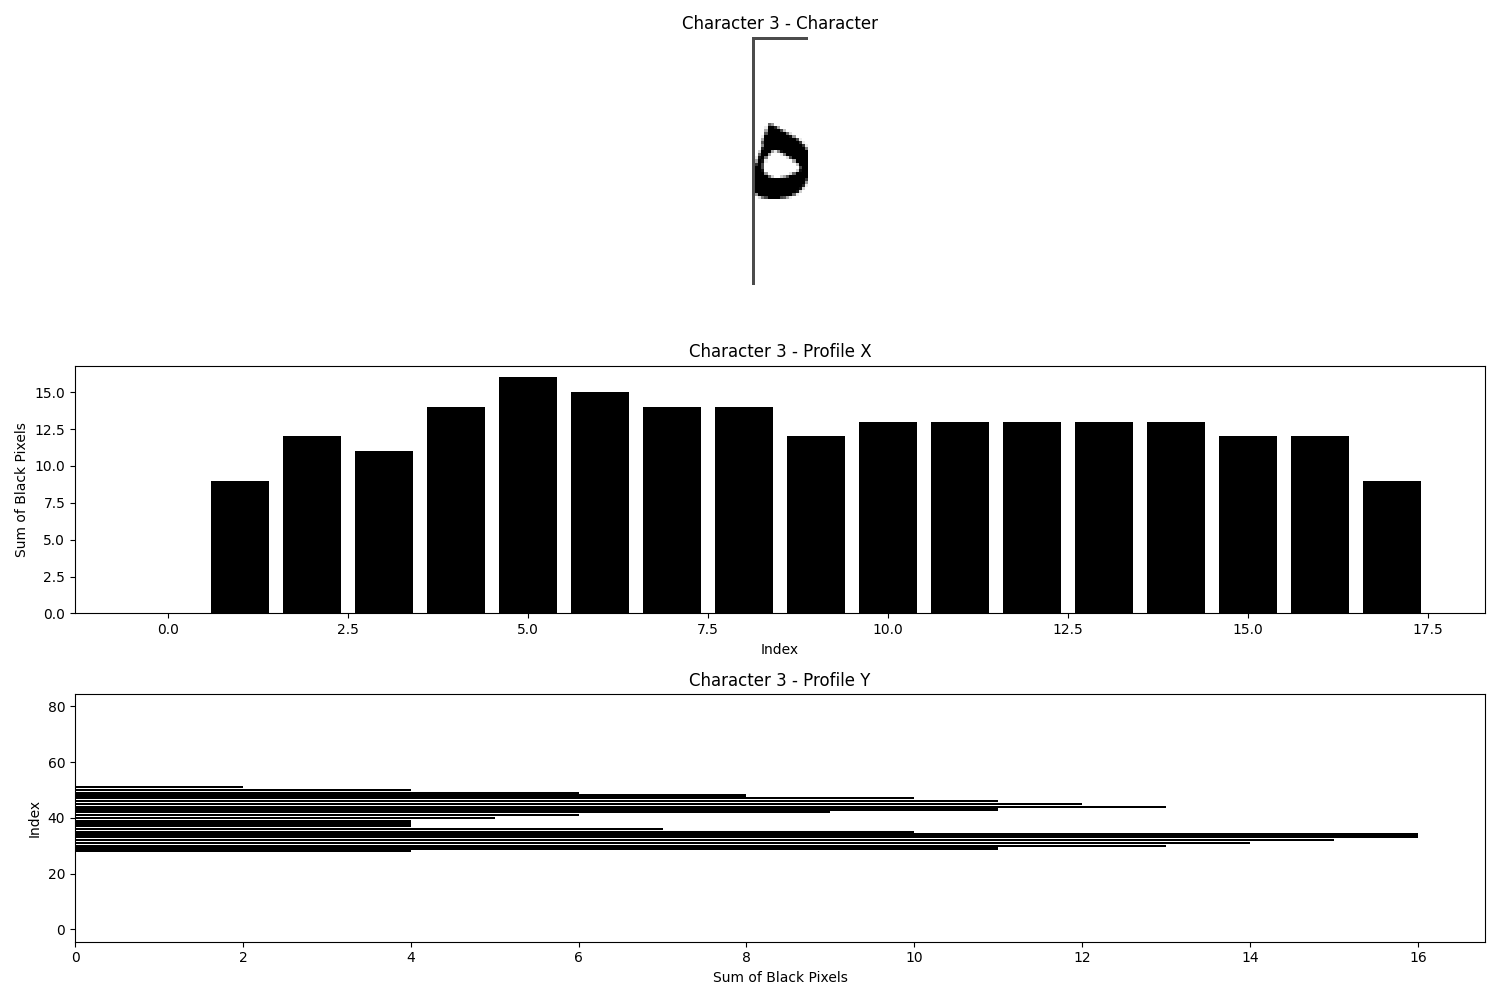 Character 3 - Character
ه
Character 3 - Profile X
Sum of Black Pixels
15.0
12.5
10.0
7.5
5.0
2.5
0.0
0.0 2.5 5.0 7.5 10.0 12.5 15.0 17.5
Index
Character 3 - Profile Y
Index
80
60
40
20
0
0 2 4 6 8 10 12 14 16
Sum of Black Pixels